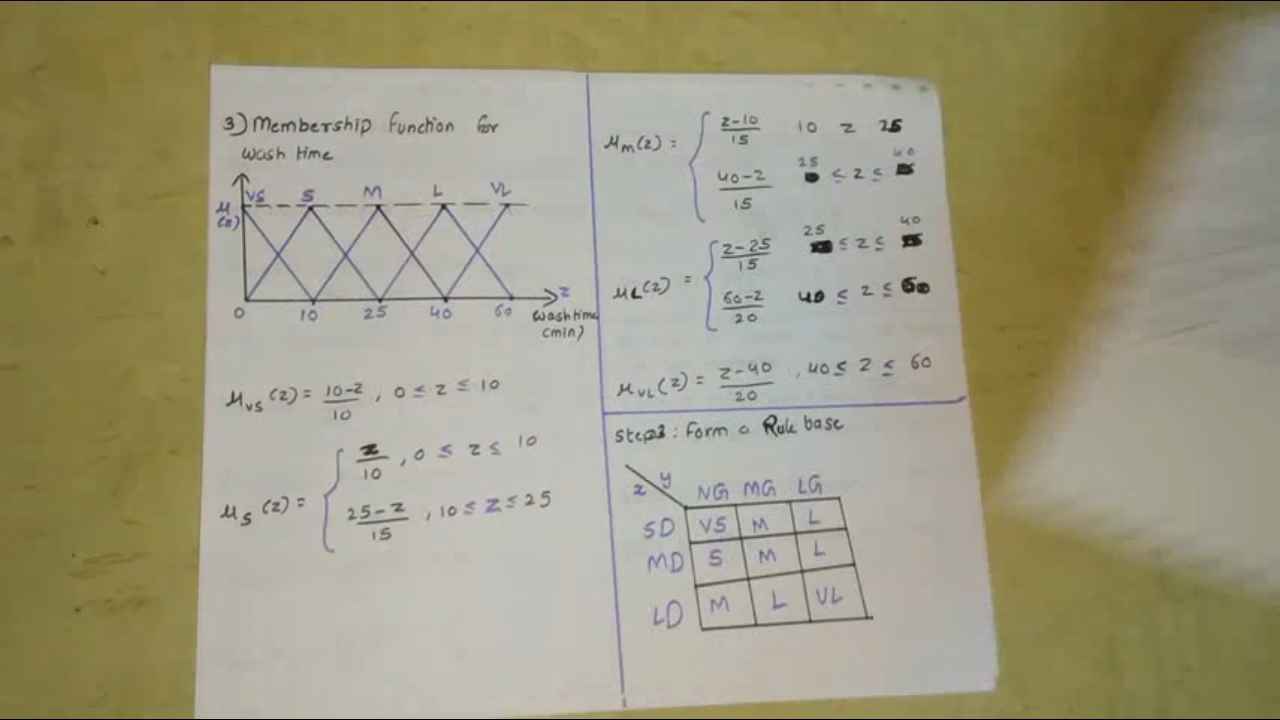 3) Membership Function for
wash time
μ(z)
VS S M L VL
z
0 10 25 40 60 wash time
(min)
μVS (z) = 10-z/10 , 0 ≤ z ≤ 10
μS (z) = { z/10 , 0 ≤ z ≤ 10
25-z/15 , 10 ≤ z ≤ 25
μm(z) = { z-10/15 10 z 25
40-z/15 25 ≤ z ≤ 40
μL(z) = { z-25/15 25 ≤ z ≤ 40
60-z/20 40 ≤ z ≤ 60
μVL(z) = z-40/20 , 40 ≤ z ≤ 60
Step3: Form a Rule base
x y NG MG LG
SD VS M L
MD S M L
LD M L VL